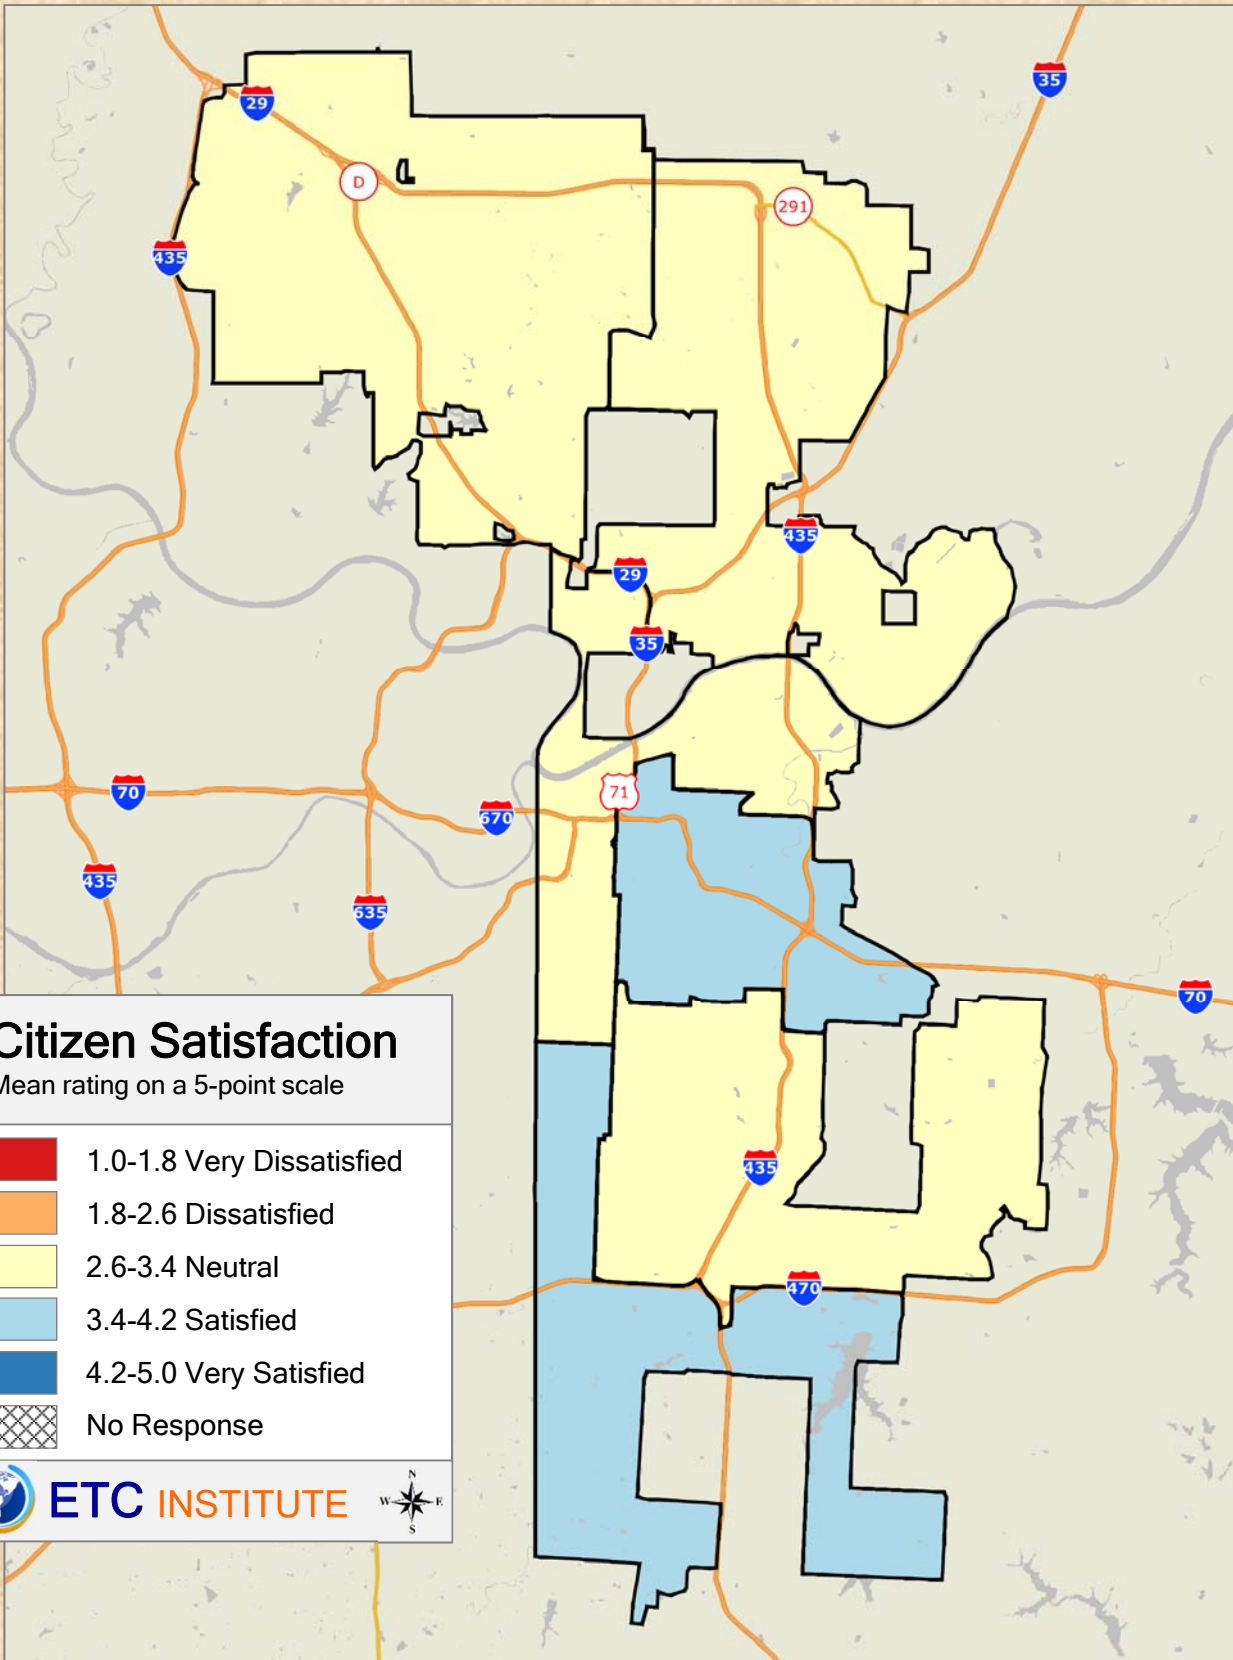 35
29
D
291
435
435
29
35
71
70
670
435
635
70
Citizen Satisfaction
Mean rating on a 5-point scale
435
1.0-1.8 Very Dissatisfied
1.8-2.6 Dissatisfied
2.6-3.4 Neutral
470
3.4-4.2 Satisfied
4.2-5.0 Very Satisfied
No Response
ETC INSTITUTE
N
W E
S